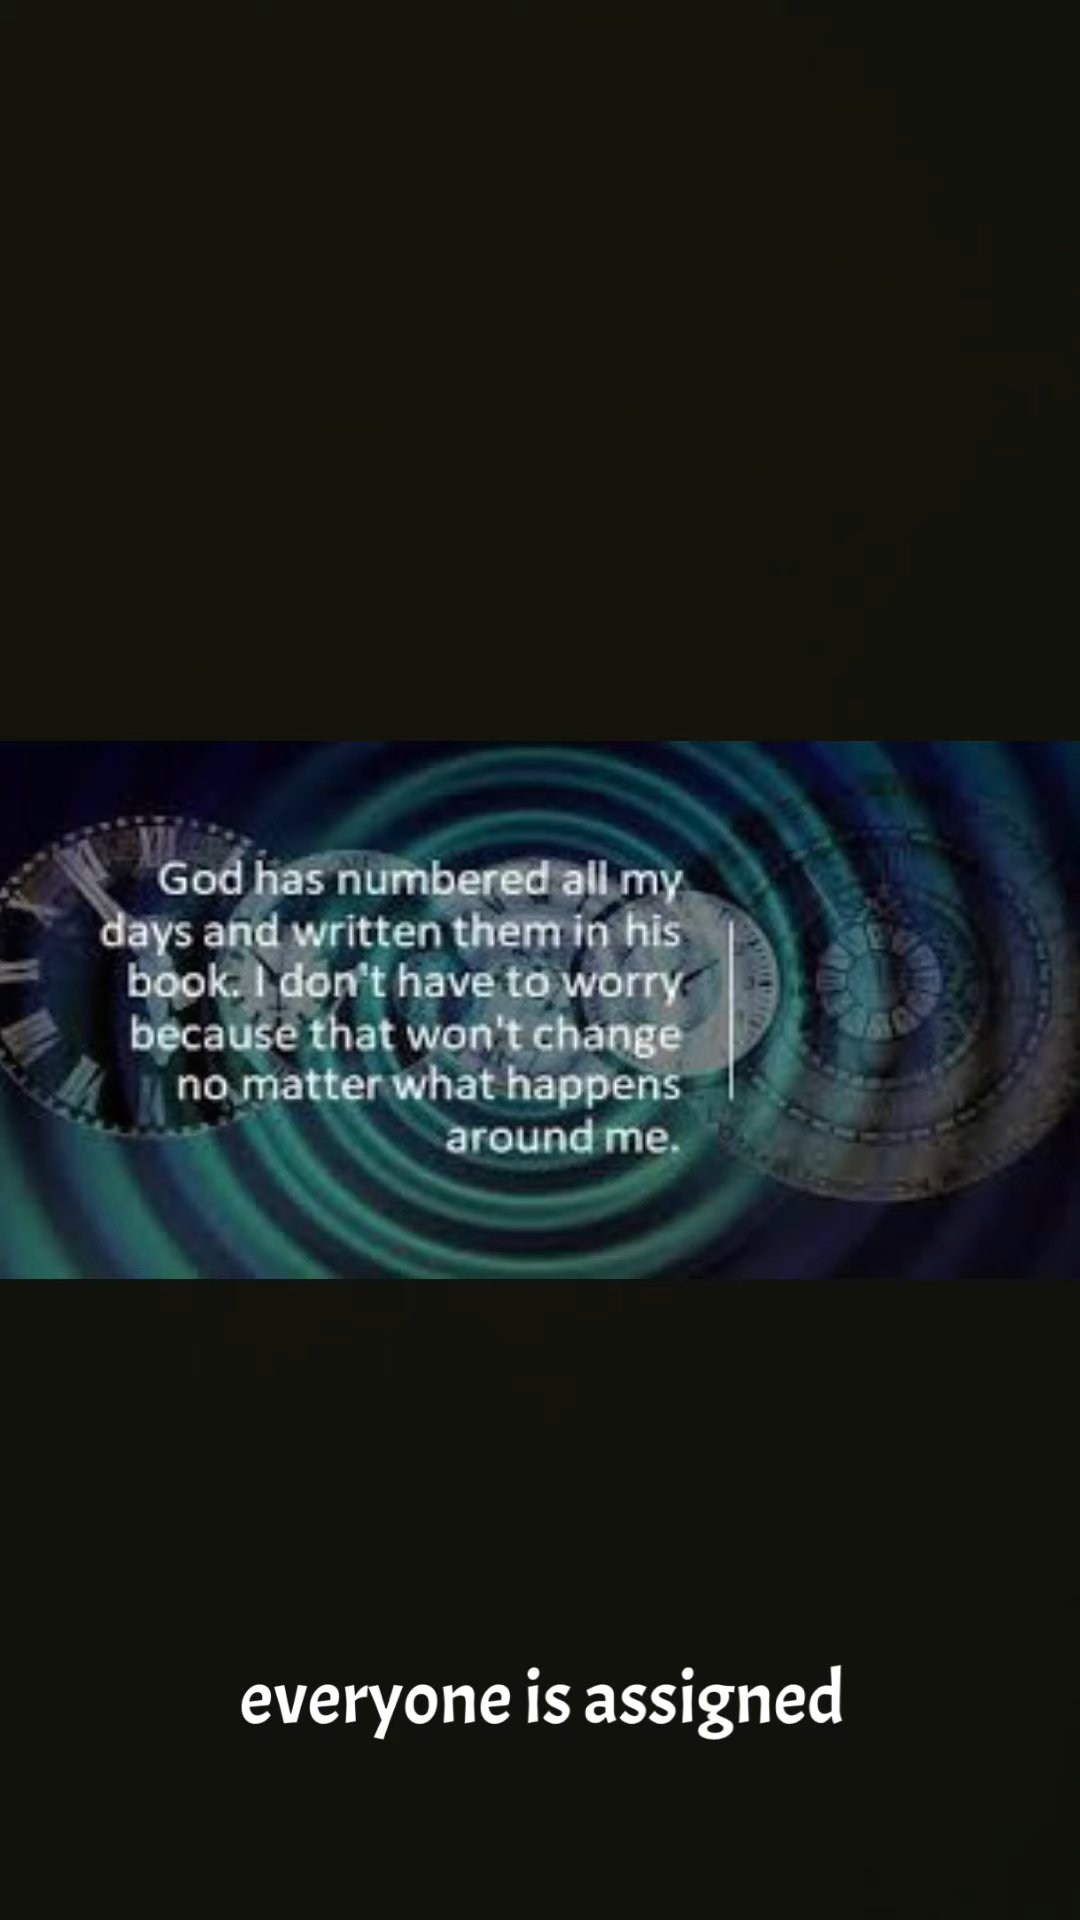 God has numbered all my
days and written them in his
book. I don't have to worry
because that won't change
no matter what happens
around me.
everyone is assigned